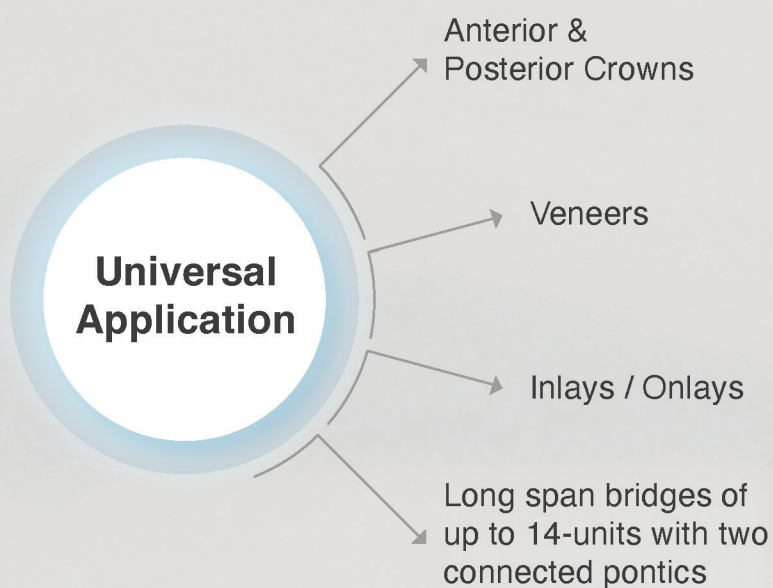 Anterior &
Posterior Crowns
Veneers
Universal
Application
Inlays / Onlays
Long span bridges of
up to 14-units with two
connected pontics